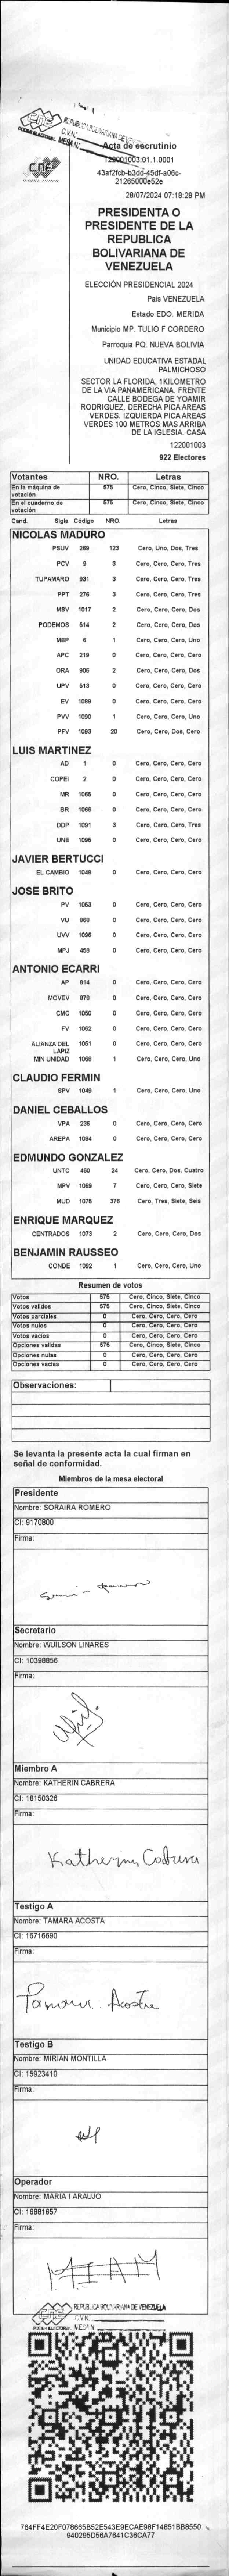 REPUBLICA BOLIVARIANA DE VENEZUELA
PODER ELECTORAL
C.V.N°
MESA N°
CNE
Acta de escrutinio
122001003.01.1.0001
43af2fcb-b3dd-45df-a06c-
21265000e52e
28/07/2024 07:18:28 PM
PRESIDENTA O
PRESIDENTE DE LA
REPUBLICA
BOLIVARIANA DE
VENEZUELA
ELECCIÓN PRESIDENCIAL 2024
Pais VENEZUELA
Estado EDO. MERIDA
Municipio MP. TULIO F CORDERO
Parroquia PQ. NUEVA BOLIVIA
UNIDAD EDUCATIVA ESTADAL
PALMICHOSO
SECTOR LA FLORIDA, 1KILOMETRO
DE LA VIA PANAMERICANA. FRENTE
CALLE BODEGA DE YOAMIR
RODRIGUEZ. DERECHA PICA AREAS
VERDES. IZQUIERDA PICA AREAS
VERDES 100 METROS MAS ARRIBA
DE LA IGLESIA. CASA
122001003
922 Electores
Votantes NRO. Letras
En la máquina de votación 575 Cero, Cinco, Siete, Cinco
En el cuaderno de votación 575 Cero, Cinco, Siete, Cinco
Cand. Sigla Código NRO. Letras
NICOLAS MADURO
PSUV 269 123 Cero, Uno, Dos, Tres
PCV 9 3 Cero, Cero, Cero, Tres
TUPAMARO 931 3 Cero, Cero, Cero, Tres
PPT 276 3 Cero, Cero, Cero, Tres
MSV 1017 2 Cero, Cero, Cero, Dos
PODEMOS 514 2 Cero, Cero, Cero, Dos
MEP 6 1 Cero, Cero, Cero, Uno
APC 219 0 Cero, Cero, Cero, Cero
ORA 906 2 Cero, Cero, Cero, Dos
UPV 513 0 Cero, Cero, Cero, Cero
EV 1089 0 Cero, Cero, Cero, Cero
PVV 1090 1 Cero, Cero, Cero, Uno
PFV 1093 20 Cero, Cero, Dos, Cero
LUIS MARTINEZ
AD 1 0 Cero, Cero, Cero, Cero
COPEI 2 0 Cero, Cero, Cero, Cero
MR 1065 0 Cero, Cero, Cero, Cero
BR 1066 0 Cero, Cero, Cero, Cero
DDP 1091 3 Cero, Cero, Cero, Tres
UNE 1095 0 Cero, Cero, Cero, Cero
JAVIER BERTUCCI
EL CAMBIO 1048 0 Cero, Cero, Cero, Cero
JOSE BRITO
PV 1053 0 Cero, Cero, Cero, Cero
VU 868 0 Cero, Cero, Cero, Cero
UVV 1096 0 Cero, Cero, Cero, Cero
MPJ 458 0 Cero, Cero, Cero, Cero
ANTONIO ECARRI
AP 814 0 Cero, Cero, Cero, Cero
MOVEV 878 0 Cero, Cero, Cero, Cero
CMC 1050 0 Cero, Cero, Cero, Cero
FV 1062 0 Cero, Cero, Cero, Cero
ALIANZA DEL LAPIZ 1051 0 Cero, Cero, Cero, Cero
MIN UNIDAD 1068 1 Cero, Cero, Cero, Uno
CLAUDIO FERMIN
SPV 1049 1 Cero, Cero, Cero, Uno
DANIEL CEBALLOS
VPA 236 0 Cero, Cero, Cero, Cero
AREPA 1094 0 Cero, Cero, Cero, Cero
EDMUNDO GONZALEZ
UNTC 460 24 Cero, Cero, Dos, Cuatro
MPV 1069 7 Cero, Cero, Cero, Siete
MUD 1075 376 Cero, Tres, Siete, Seis
ENRIQUE MARQUEZ
CENTRADOS 1073 2 Cero, Cero, Cero, Dos
BENJAMIN RAUSSEO
CONDE 1092 1 Cero, Cero, Cero, Uno
Resumen de votos
Votos 575 Cero, Cinco, Siete, Cinco
Votos validos 575 Cero, Cinco, Siete, Cinco
Votos parciales 0 Cero, Cero, Cero, Cero
Votos nulos 0 Cero, Cero, Cero, Cero
Votos vacios 0 Cero, Cero, Cero, Cero
Opciones validas 575 Cero, Cinco, Siete, Cinco
Opciones nulas 0 Cero, Cero, Cero, Cero
Opciones vacias 0 Cero, Cero, Cero, Cero
Observaciones:
Se levanta la presente acta la cual firman en
señal de conformidad.
Miembros de la mesa electoral
Presidente
Nombre: SORAIRA ROMERO
CI: 9170800
Firma:
Secretario
Nombre: WUILSON LINARES
CI: 10398856
Firma:
Miembro A
Nombre: KATHERIN CABRERA
CI: 18150326
Firma:
Katherin Cabrera
Testigo A
Nombre: TAMARA ACOSTA
CI: 16716690
Firma:
Tamara Acosta
Testigo B
Nombre: MIRIAN MONTILLA
CI: 15923410
Firma:
Operador
Nombre: MARIA I ARAUJO
CI: 16881657
Firma:
REPUBLICA BOLIVARIANA DE VENEZUELA
CNE
C.V.N°
PODER ELECTORAL MESA N°
764FF4E20F078665B52E543E9ECAE98F14851BB8550
940295D56A7641C36CA77